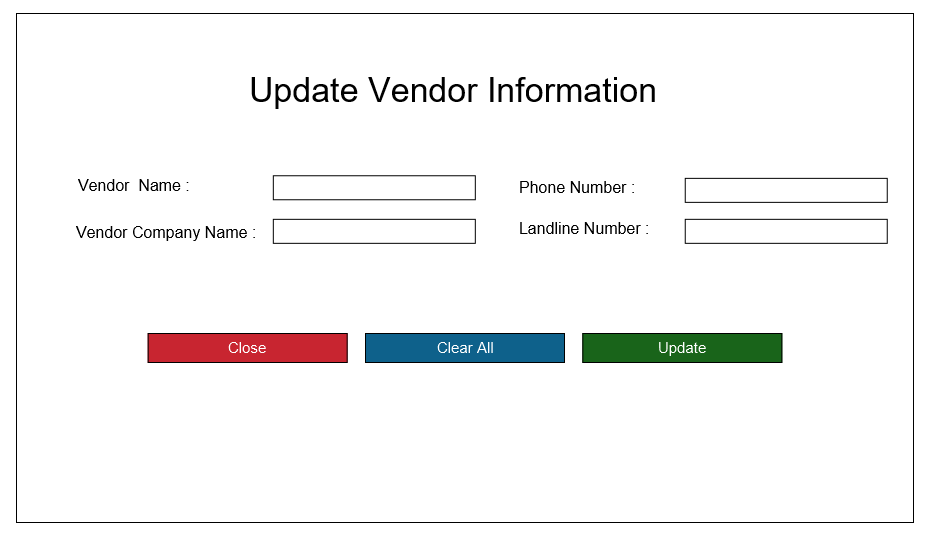 Update Vendor Information
Vendor Name :
Phone Number :
Vendor Company Name :
Landline Number :
Close
Clear All
Update